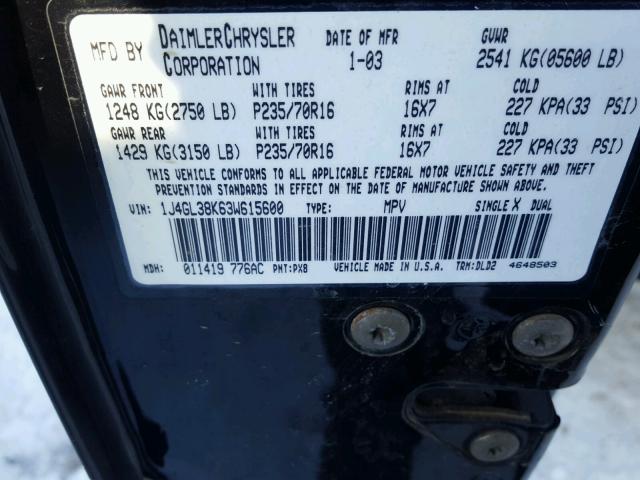 MFD BY DAIMLERCHRYSLER CORPORATION DATE OF MFR 1-03 GVWR 2541 KG(05600 LB)
GAWR FRONT WITH TIRES RIMS AT COLD
1248 KG(2750 LB) P235/70R16 16X7 227 KPA(33 PSI)
GAWR REAR WITH TIRES RIMS AT COLD
1429 KG(3150 LB) P235/70R16 16X7 227 KPA(33 PSI)
THIS VEHICLE CONFORMS TO ALL APPLICABLE FEDERAL MOTOR VEHICLE SAFETY AND THEFT
PREVENTION STANDARDS IN EFFECT ON THE DATE OF MANUFACTURE SHOWN ABOVE.
VIN: 1J4GL38K63W615600 TYPE: MPV SINGLE X DUAL
MDH: 011419 776AC PNT:PX8 VEHICLE MADE IN U.S.A. TRM:DLD2 4648503